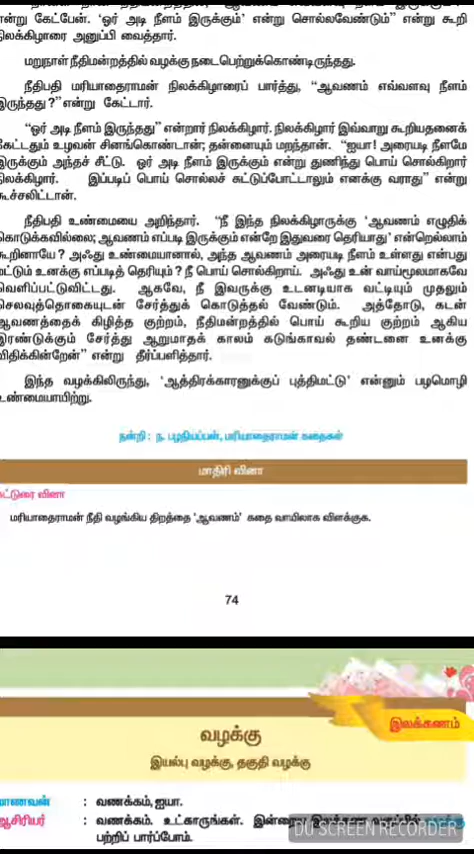 என்று கேட்பேன். 'ஓர் அடி நீளம் இருக்கும்' என்று சொல்லவேண்டும்” என்று கூறி
நிலக்கிழாரை அனுப்பி வைத்தார்.
மறுநாள் நீதிமன்றத்தில் வழக்கு நடைபெற்றுக்கொண்டிருந்தது.
நீதிபதி மரியாதைராமன் நிலக்கிழாரைப் பார்த்து, “ஆவணம் எவ்வளவு நீளம்
இருந்தது ?” என்று கேட்டார்.
“ஓர் அடி நீளம் இருந்தது” என்றார் நிலக்கிழார். நிலக்கிழார் இவ்வாறு கூறியதனைக்
கேட்டதும் உழவன் சினங்கொண்டான்; தன்னையும் மறந்தான். “ஐயா! அரையடி நீளமே
இருக்கும் அந்தச் சீட்டு. ஓர் அடி நீளம் இருக்கும் என்று துணிந்து பொய் சொல்கிறார்
நிலக்கிழார். இப்படிப் பொய் சொல்லச் சுட்டுப்போட்டாலும் எனக்கு வராது” என்று
கூச்சலிட்டான்.
நீதிபதி உண்மையை அறிந்தார். “நீ இந்த நிலக்கிழாருக்கு ‘ஆவணம் எழுதிக்
கொடுக்கவில்லை; ஆவணம் எப்படி இருக்கும் என்றே இதுவரை தெரியாது’ என்றெல்லாம்
கூறினாயே ? அஃது உண்மையானால், அந்த ஆவணம் அரையடி நீளம் உள்ளது என்பது
மட்டும் உனக்கு எப்படித் தெரியும் ? நீ பொய் சொல்கிறாய். அஃது உன் வாய்மூலமாகவே
வெளிப்பட்டுவிட்டது. ஆகவே, நீ இவருக்கு உடனடியாக வட்டியும் முதலும்
செலவுத்தொகையுடன் சேர்த்துக் கொடுத்தல் வேண்டும். அத்தோடு, கடன்
ஆவணத்தைக் கிழித்த குற்றம், நீதிமன்றத்தில் பொய் கூறிய குற்றம் ஆகிய
இரண்டுக்கும் சேர்த்து ஆறுமாதக் காலம் கடுங்காவல் தண்டனை உனக்கு
விதிக்கின்றேன்” என்று தீர்ப்பளித்தார்.
இந்த வழக்கிலிருந்து, ‘ஆத்திரக்காரனுக்குப் புத்திமட்டு’ என்னும் பழமொழி
உண்மையாயிற்று.
நன்றி : ந. பழநியப்பன், மரியாதைராமன் கதைகள்
மாதிரி வினா
கட்டுரை வினா
மரியாதைராமன் நீதி வழங்கிய திறத்தை ‘ஆவணம்’ கதை வாயிலாக விளக்குக.
74
இலக்கணம்
வழக்கு
இயல்பு வழக்கு, தகுதி வழக்கு
மாணவன் : வணக்கம், ஐயா.
ஆசிரியர் : வணக்கம். உட்காருங்கள். இன்றைய இலக்கண வகுப்பில்
பற்றிப் பார்ப்போம்.
DU SCREEN RECORDER